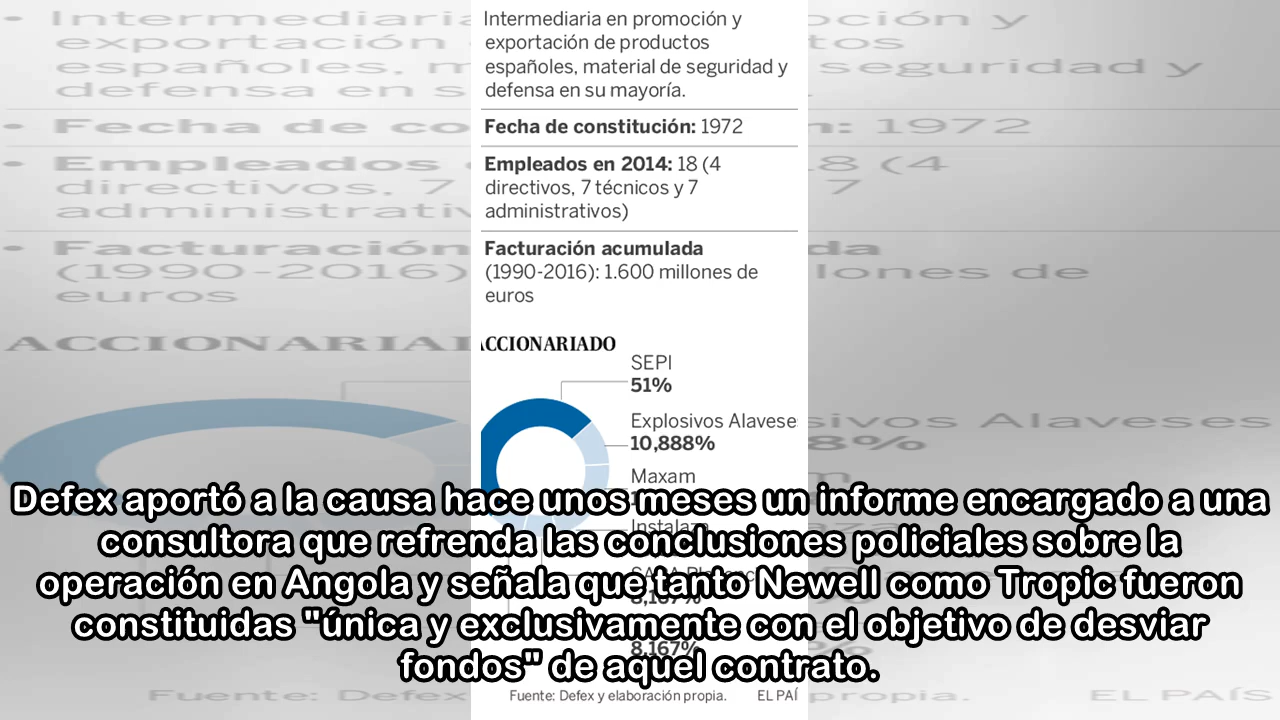 Intermediaria en promoción y
exportación de productos
españoles, material de seguridad y
defensa en su mayoría.
Fecha de constitución: 1972
Empleados en 2014: 18 (4
directivos, 7 técnicos y 7
administrativos)
Facturación acumulada
(1990-2016): 1.600 millones de
euros
CCIONARIADO
SEPI
51%
Explosivos Alavese
10,888%
Maxam
Instalaza
8,167%
8,167%
Defex aportó a la causa hace unos meses un informe encargado a una
consultora que refrenda las conclusiones policiales sobre la
operación en Angola y señala que tanto Newell como Tropic fueron
constituidas "única y exclusivamente con el objetivo de desviar
fondos" de aquel contrato.
Fuente: Defex y elaboración propia. EL PAÍ